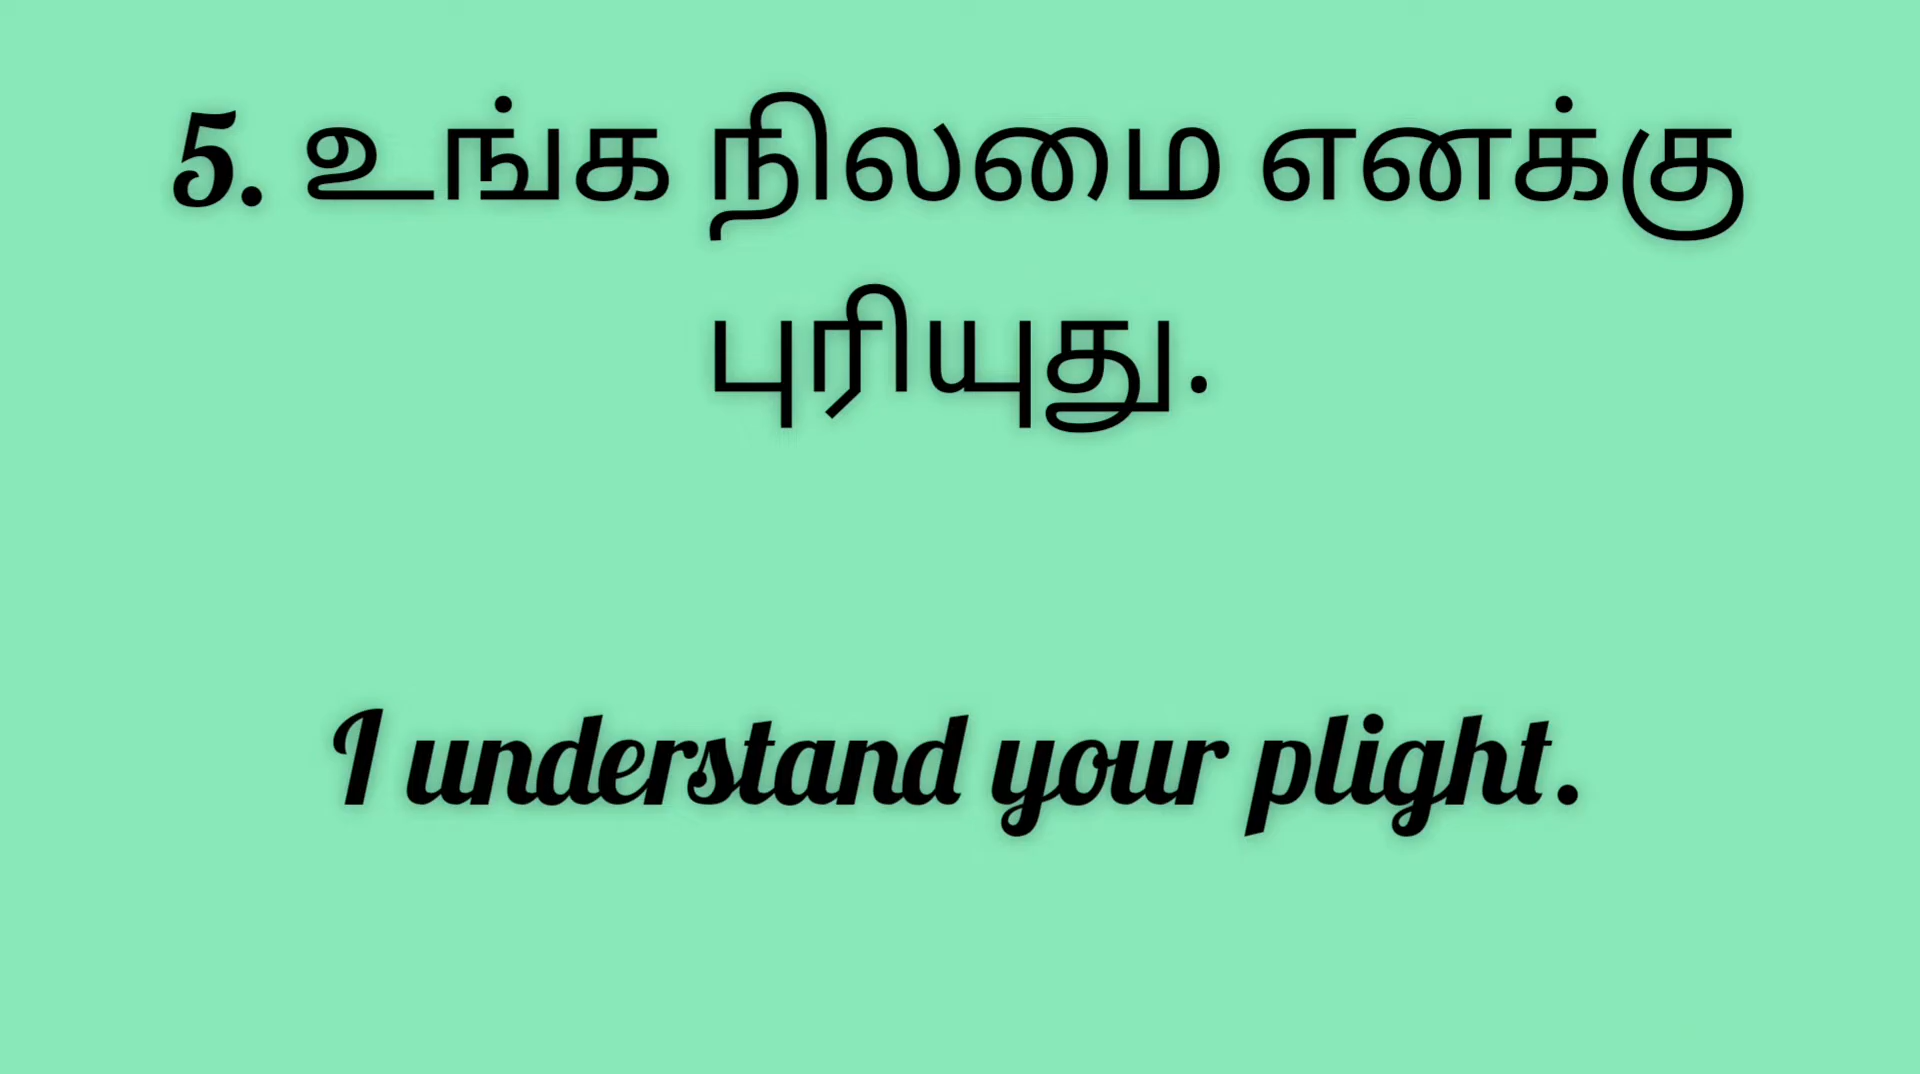 5. உங்க நிலமை எனக்கு
புரியுது.
I understand your plight.